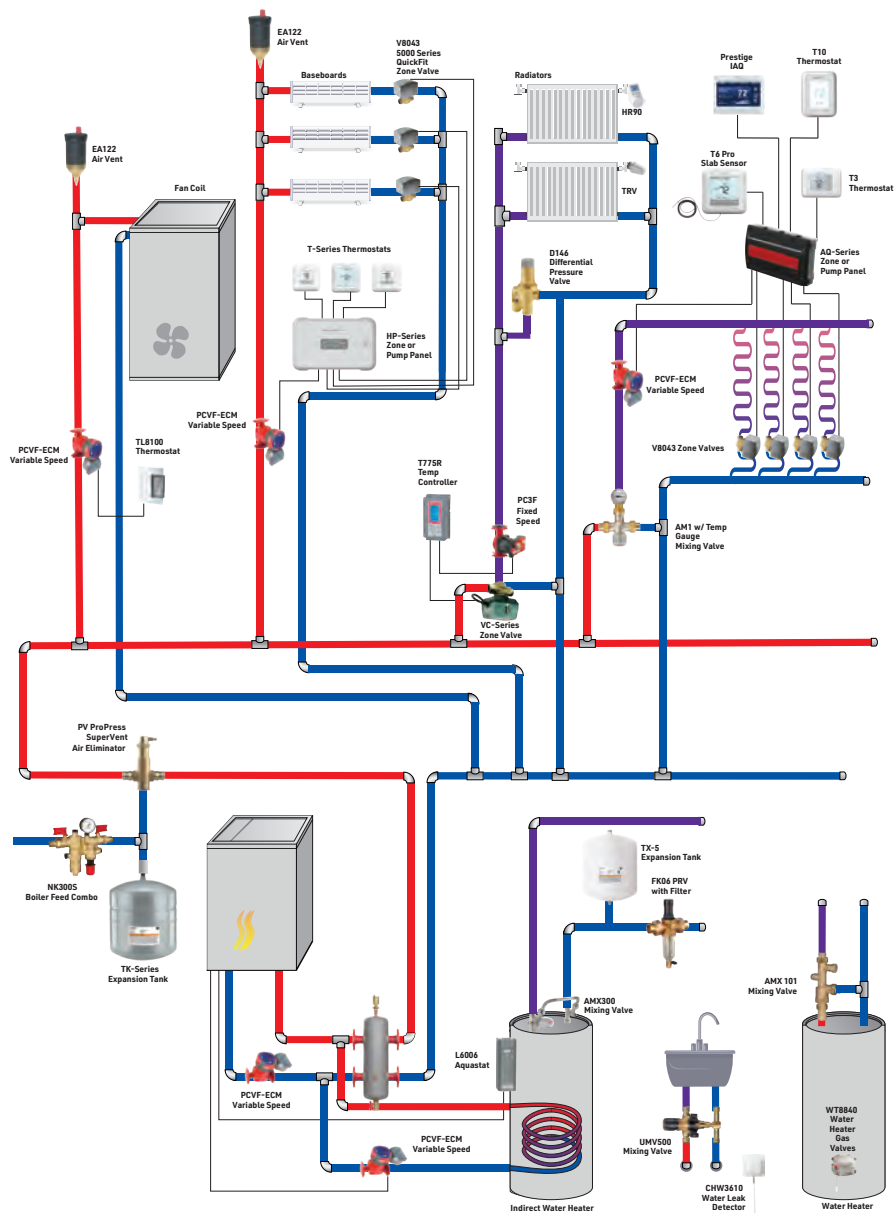 EA122
Air Vent
V8043
5000 Series
QuickFit
Zone Valve
Baseboards
Radiators
HR90
Prestige
IAQ
T10
Thermostat
EA122
Air Vent
Fan Coil
TRV
T6 Pro
Slab Sensor
T3
Thermostat
T-Series Thermostats
D146
Differential
Pressure
Valve
AQ-Series
Zone or
Pump Panel
HP-Series
Zone or
Pump Panel
PCVF-ECM
Variable Speed
PCVF-ECM
Variable Speed
PCVF-ECM
Variable Speed
TL8100
Thermostat
V8043 Zone Valves
T775R
Temp
Controller
PC3F
Fixed
Speed
AM1 w/ Temp
Gauge
Mixing Valve
VC-Series
Zone Valve
PV ProPress
SuperVent
Air Eliminator
NK300S
Boiler Feed Combo
TK-Series
Expansion Tank
TX-5
Expansion Tank
FK06 PRV
with Filter
AMX300
Mixing Valve
AMX 101
Mixing Valve
L6006
Aquastat
PCVF-ECM
Variable Speed
PCVF-ECM
Variable Speed
UMV500
Mixing Valve
WT8840
Water
Heater
Gas
Valves
CHW3610
Water Leak
Detector
Indirect Water Heater
Water Heater